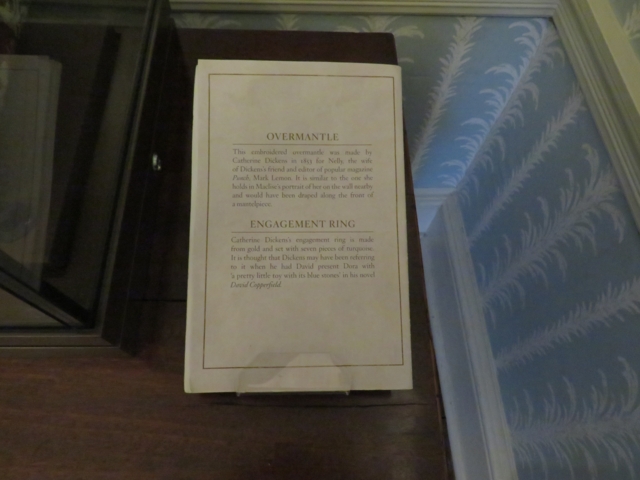 OVERMANTLE
This embroidered overmantle was made by
Catherine Dickens in 1853 for Nelly, the wife
of Dickens's friend and editor of popular magazine
Punch, Mark Lemon. It is similar to the one she
holds in Maclise's portrait of her on the wall nearby
and would have been draped along the front of
a mantelpiece.
ENGAGEMENT RING
Catherine Dickens's engagement ring is made
from gold and set with seven pieces of turquoise.
It is thought that Dickens may have been referring
to it when he had David present Dora with
'a pretty little toy with its blue stones' in his novel
David Copperfield.